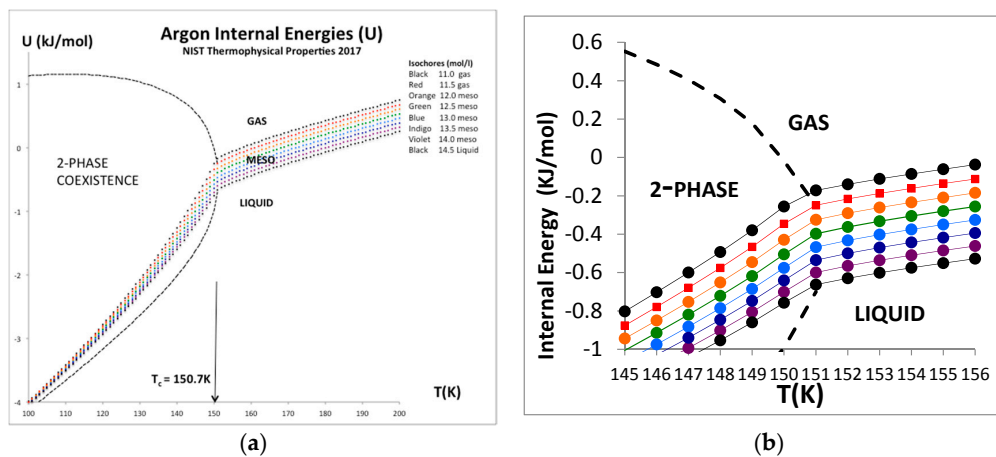 U (kJ/mol)
Argon Internal Energies (U)
NIST Thermophysical Properties 2017
Isochores (mol/l)
Black 11.0 gas
Red 11.5 gas
Orange 12.0 meso
Green 12.5 meso
Blue 13.0 meso
Indigo 13.5 meso
Violet 14.0 meso
Black 14.5 Liquid
1
0
-1
-2
-3
-4
GAS
MESO
LIQUID
2-PHASE
COEXISTENCE
Tc = 150.7K
T(K)
100 110 120 130 140 150 160 170 180 190 200
(a)
Internal Energy (KJ/mol)
0.6
0.4
0.2
0
-0.2
-0.4
-0.6
-0.8
-1
GAS
2-PHASE
LIQUID
145 146 147 148 149 150 151 152 153 154 155 156
T(K)
(b)